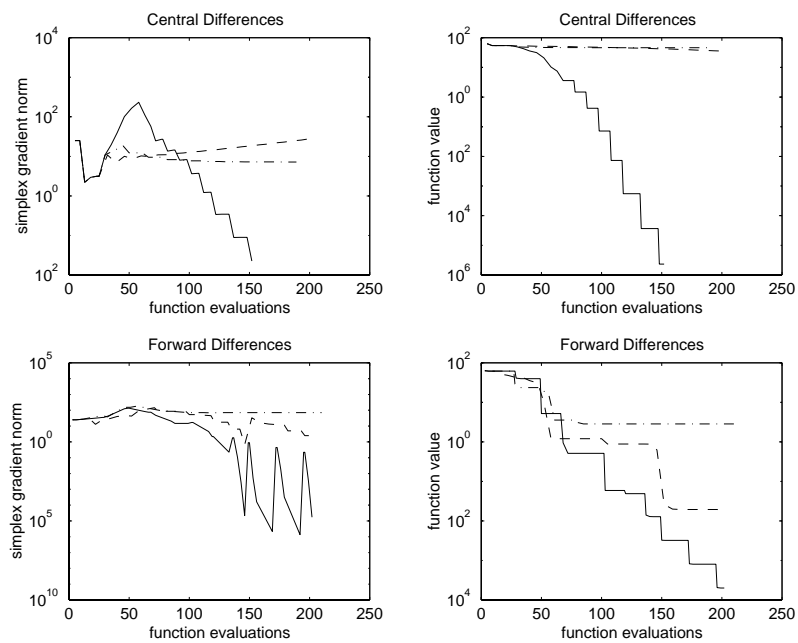 Central Differences
10^4
10^2
10^0
10^2
simplex gradient norm
0 50 100 150 200 250
function evaluations
Central Differences
10^2
10^0
10^2
10^4
10^6
function value
0 50 100 150 200 250
function evaluations
Forward Differences
10^5
10^0
10^5
10^10
simplex gradient norm
0 50 100 150 200 250
function evaluations
Forward Differences
10^2
10^0
10^2
10^4
function value
0 50 100 150 200 250
function evaluations